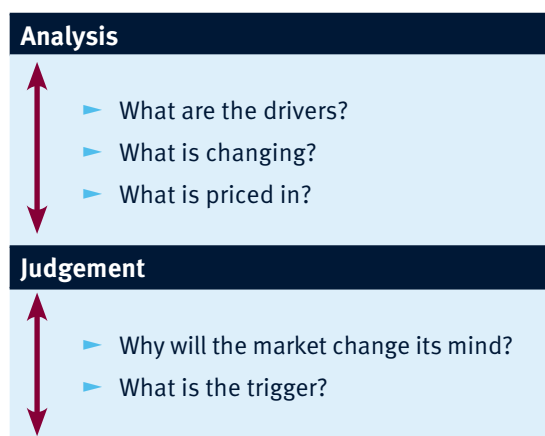 Analysis
► What are the drivers?
► What is changing?
► What is priced in?
Judgement
► Why will the market change its mind?
► What is the trigger?